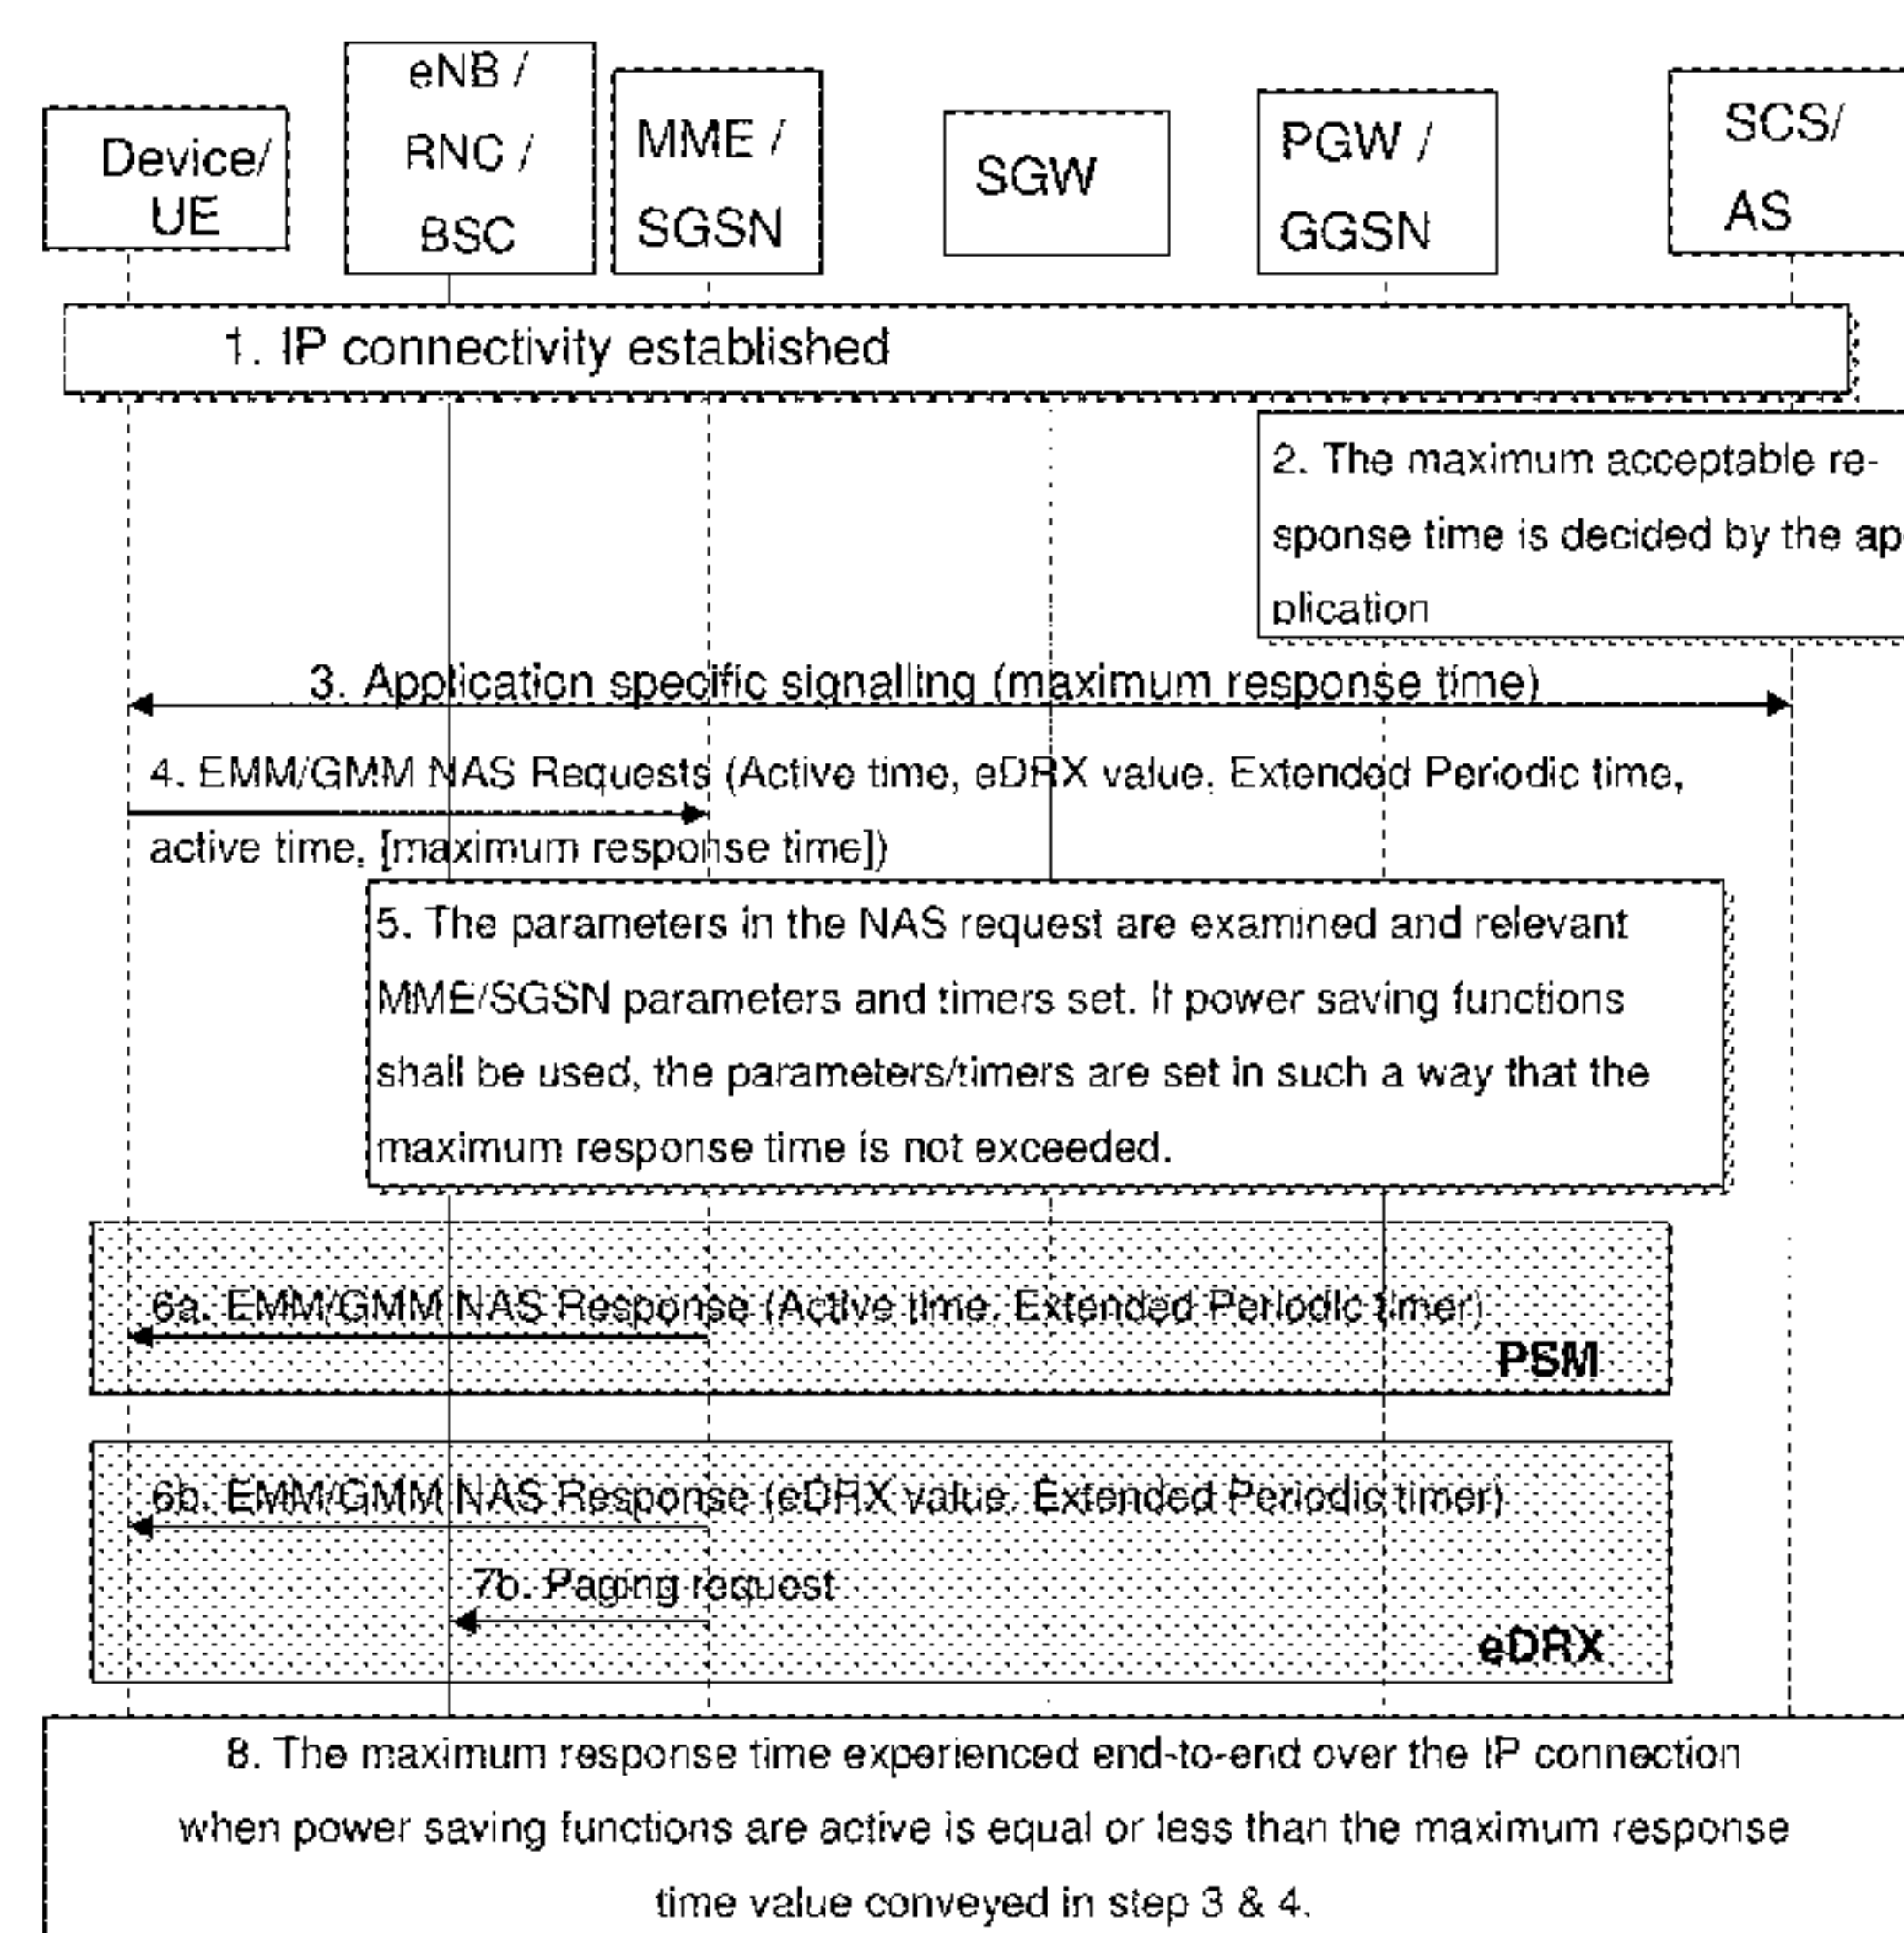 Device/
UE
eNB /
RNC /
BSC
MME /
SGSN
SGW
PGW /
GGSN
SCS/
AS
1. IP connectivity established
2. The maximum acceptable re-
sponse time is decided by the ap
plication
3. Application specific signalling (maximum response time)
4. EMM/GMM NAS Requests (Active time, eDRX value, Extended Periodic time,
active time, [maximum response time])
5. The parameters in the NAS request are examined and relevant
MME/SGSN parameters and timers set. If power saving functions
shall be used, the parameters/timers are set in such a way that the
maximum response time is not exceeded.
6a. EMM/GMM NAS Response (Active time, Extended Periodic timer)
PSM
6b. EMM/GMM NAS Response (eDRX value, Extended Periodic timer)
7b. Paging request
eDRX
8. The maximum response time experienced end-to-end over the IP connection
when power saving functions are active is equal or less than the maximum response
time value conveyed in step 3 & 4.